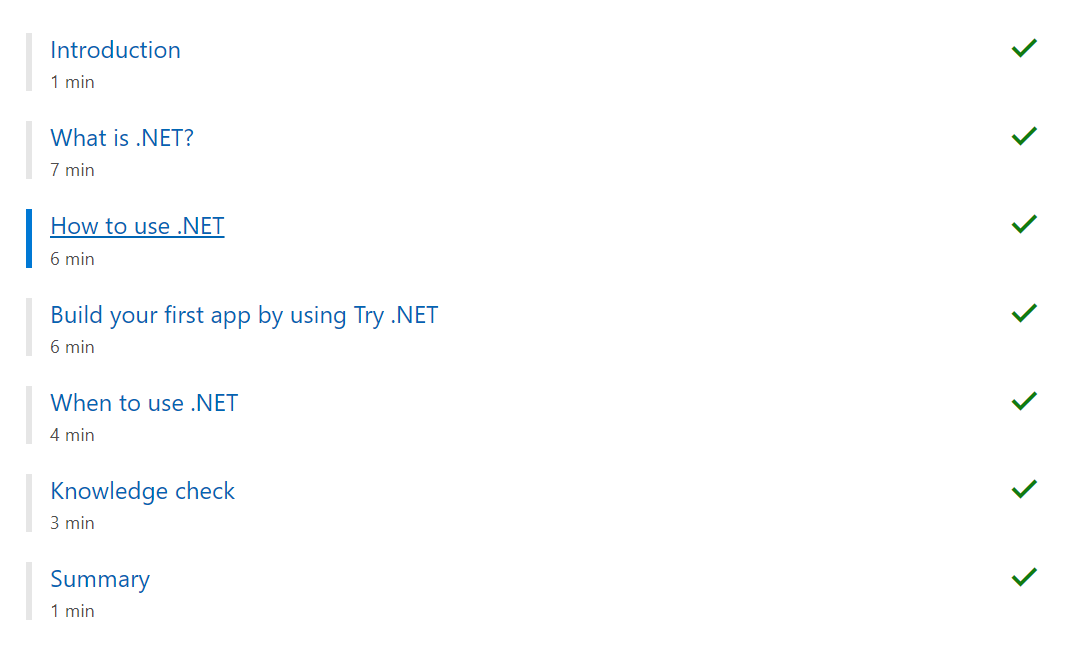 Introduction
1 min
What is .NET?
7 min
How to use .NET
6 min
Build your first app by using Try .NET
6 min
When to use .NET
4 min
Knowledge check
3 min
Summary
1 min